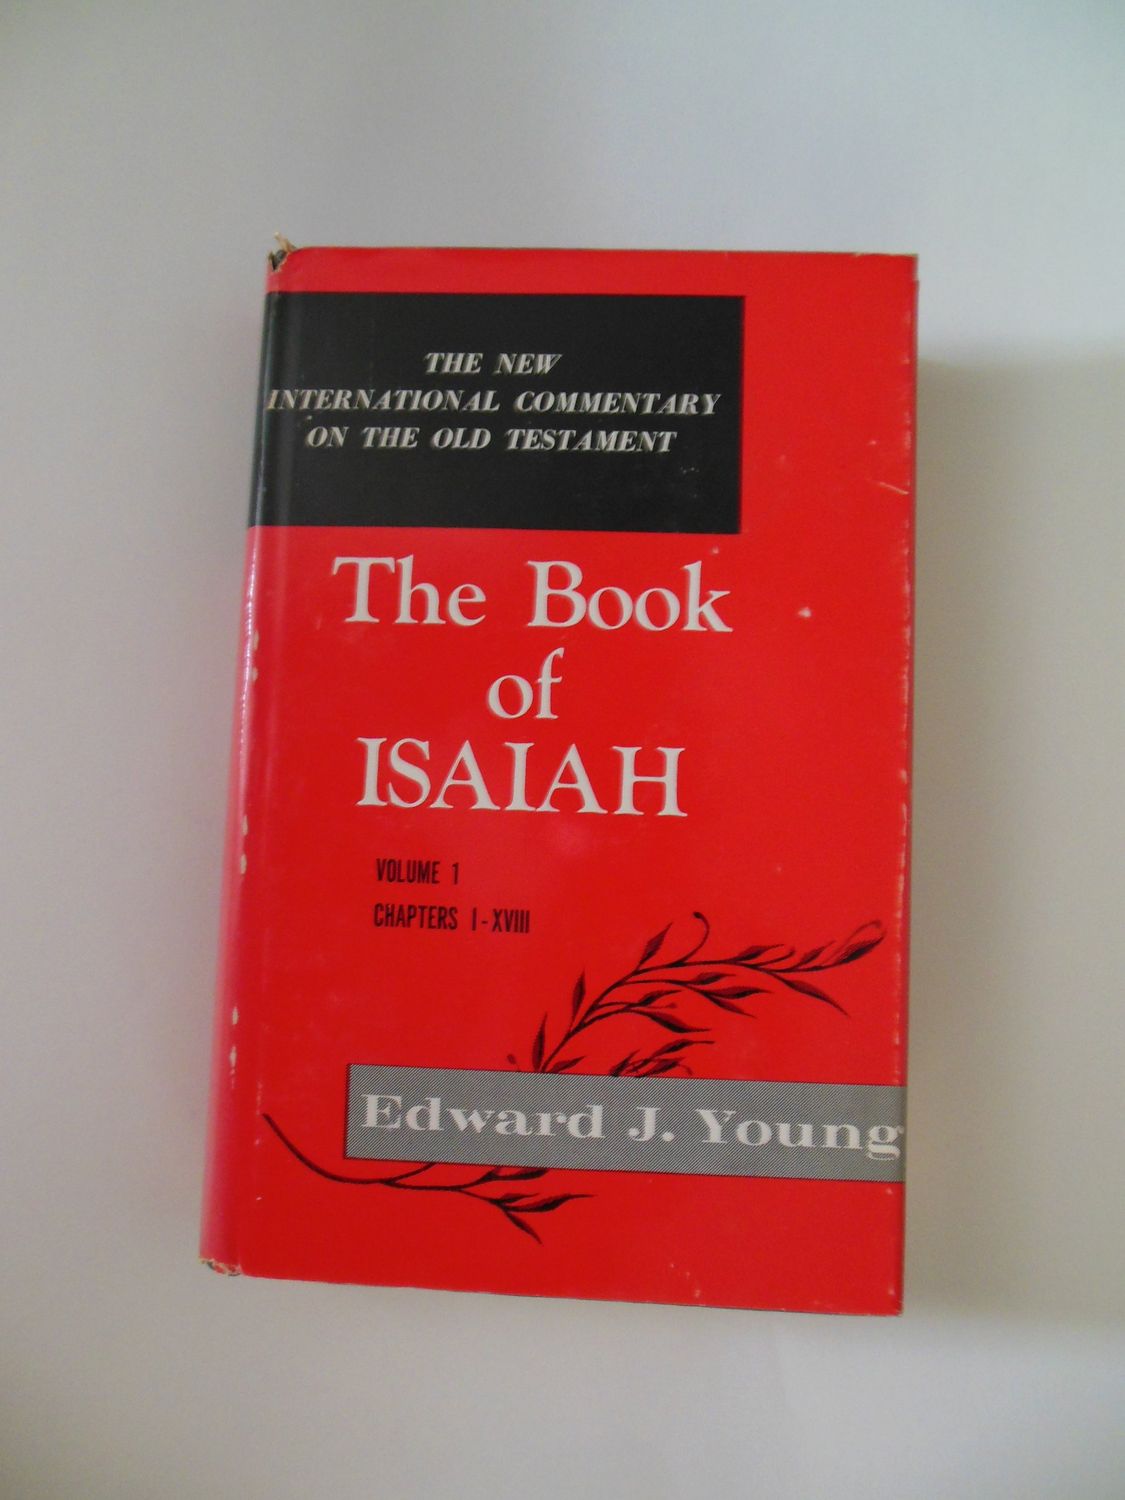 THE NEW
INTERNATIONAL COMMENTARY
ON THE OLD TESTAMENT
The Book
of
ISAIAH
VOLUME 1
CHAPTERS I-XVIII
Edward J. Young